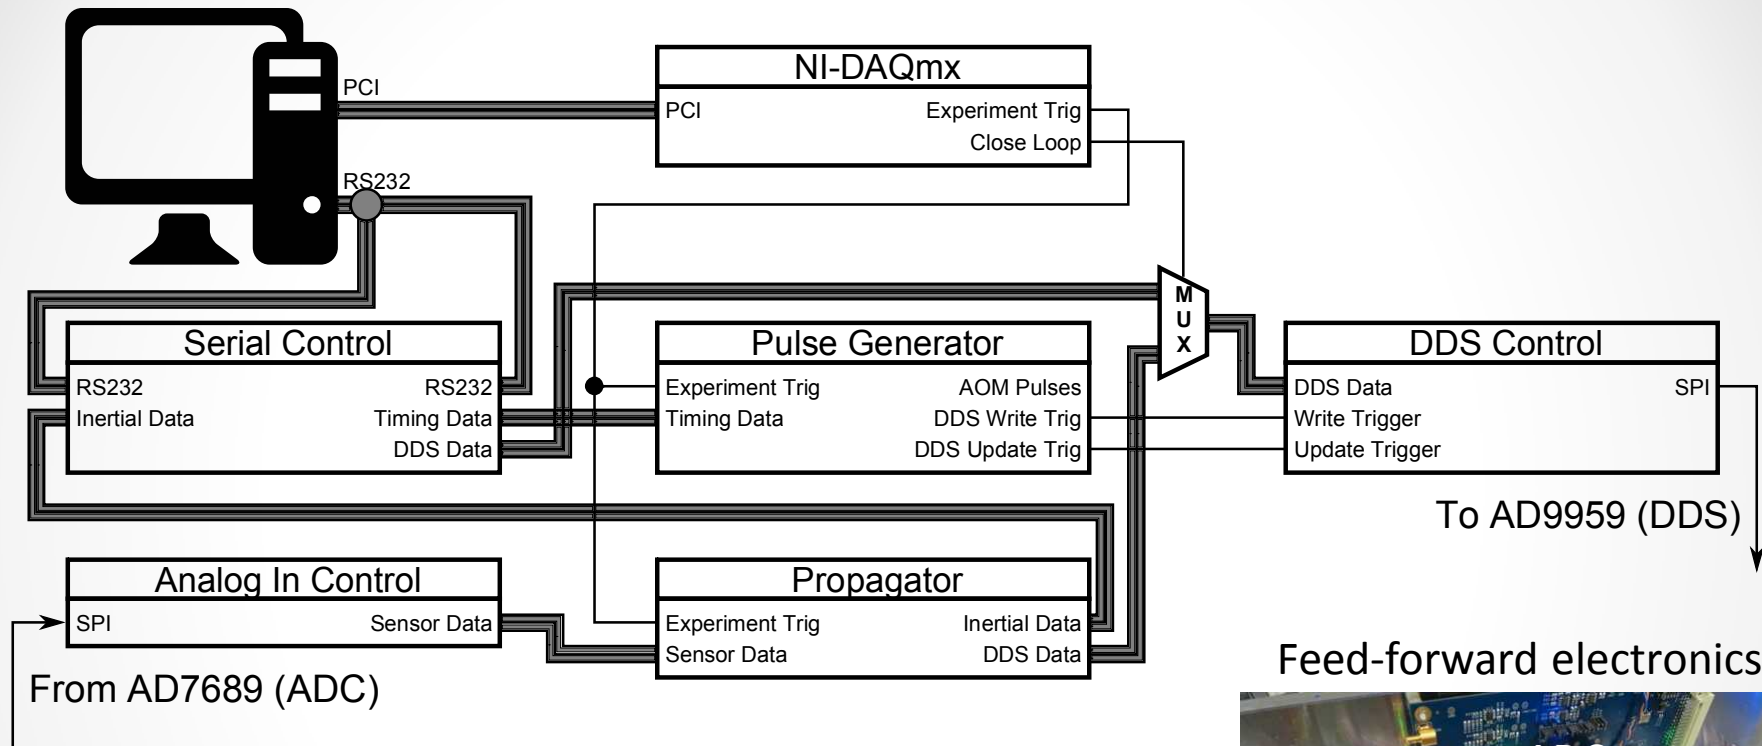 PCI
RS232
NI-DAQmx
PCI
Experiment Trig
Close Loop
M
U
X
Serial Control
RS232
RS232
Inertial Data
Timing Data
DDS Data
Pulse Generator
Experiment Trig
AOM Pulses
Timing Data
DDS Write Trig
DDS Update Trig
DDS Control
DDS Data
SPI
Write Trigger
Update Trigger
To AD9959 (DDS)
Analog In Control
SPI
Sensor Data
From AD7689 (ADC)
Propagator
Experiment Trig
Inertial Data
Sensor Data
DDS Data
Feed-forward electronics